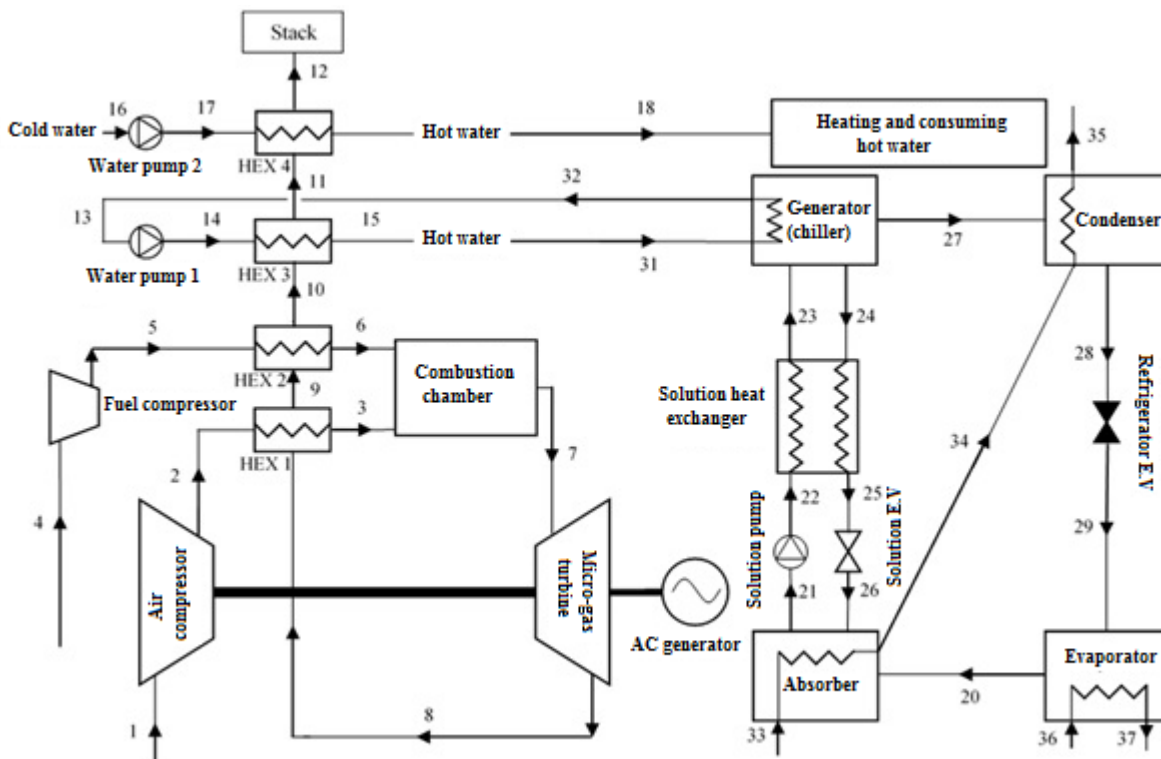 Stack
12
16
17
18
Cold water
Hot water
Heating and consuming
hot water
35
Water pump 2
HEX 4
11
32
13
14
15
Generator
(chiller)
Condenser
Hot water
31
27
Water pump 1
HEX 3
10
5
6
23
24
28
Combustion
chamber
HEX 2
9
Fuel compressor
3
Solution heat
exchanger
Refrigerator E.V
34
HEX 1
2
7
22
25
4
Solution pump
Solution E.V
29
21
26
Air
compressor
Micro-gas
turbine
AC generator
Evaporator
Absorber
20
8
1
33
36
37